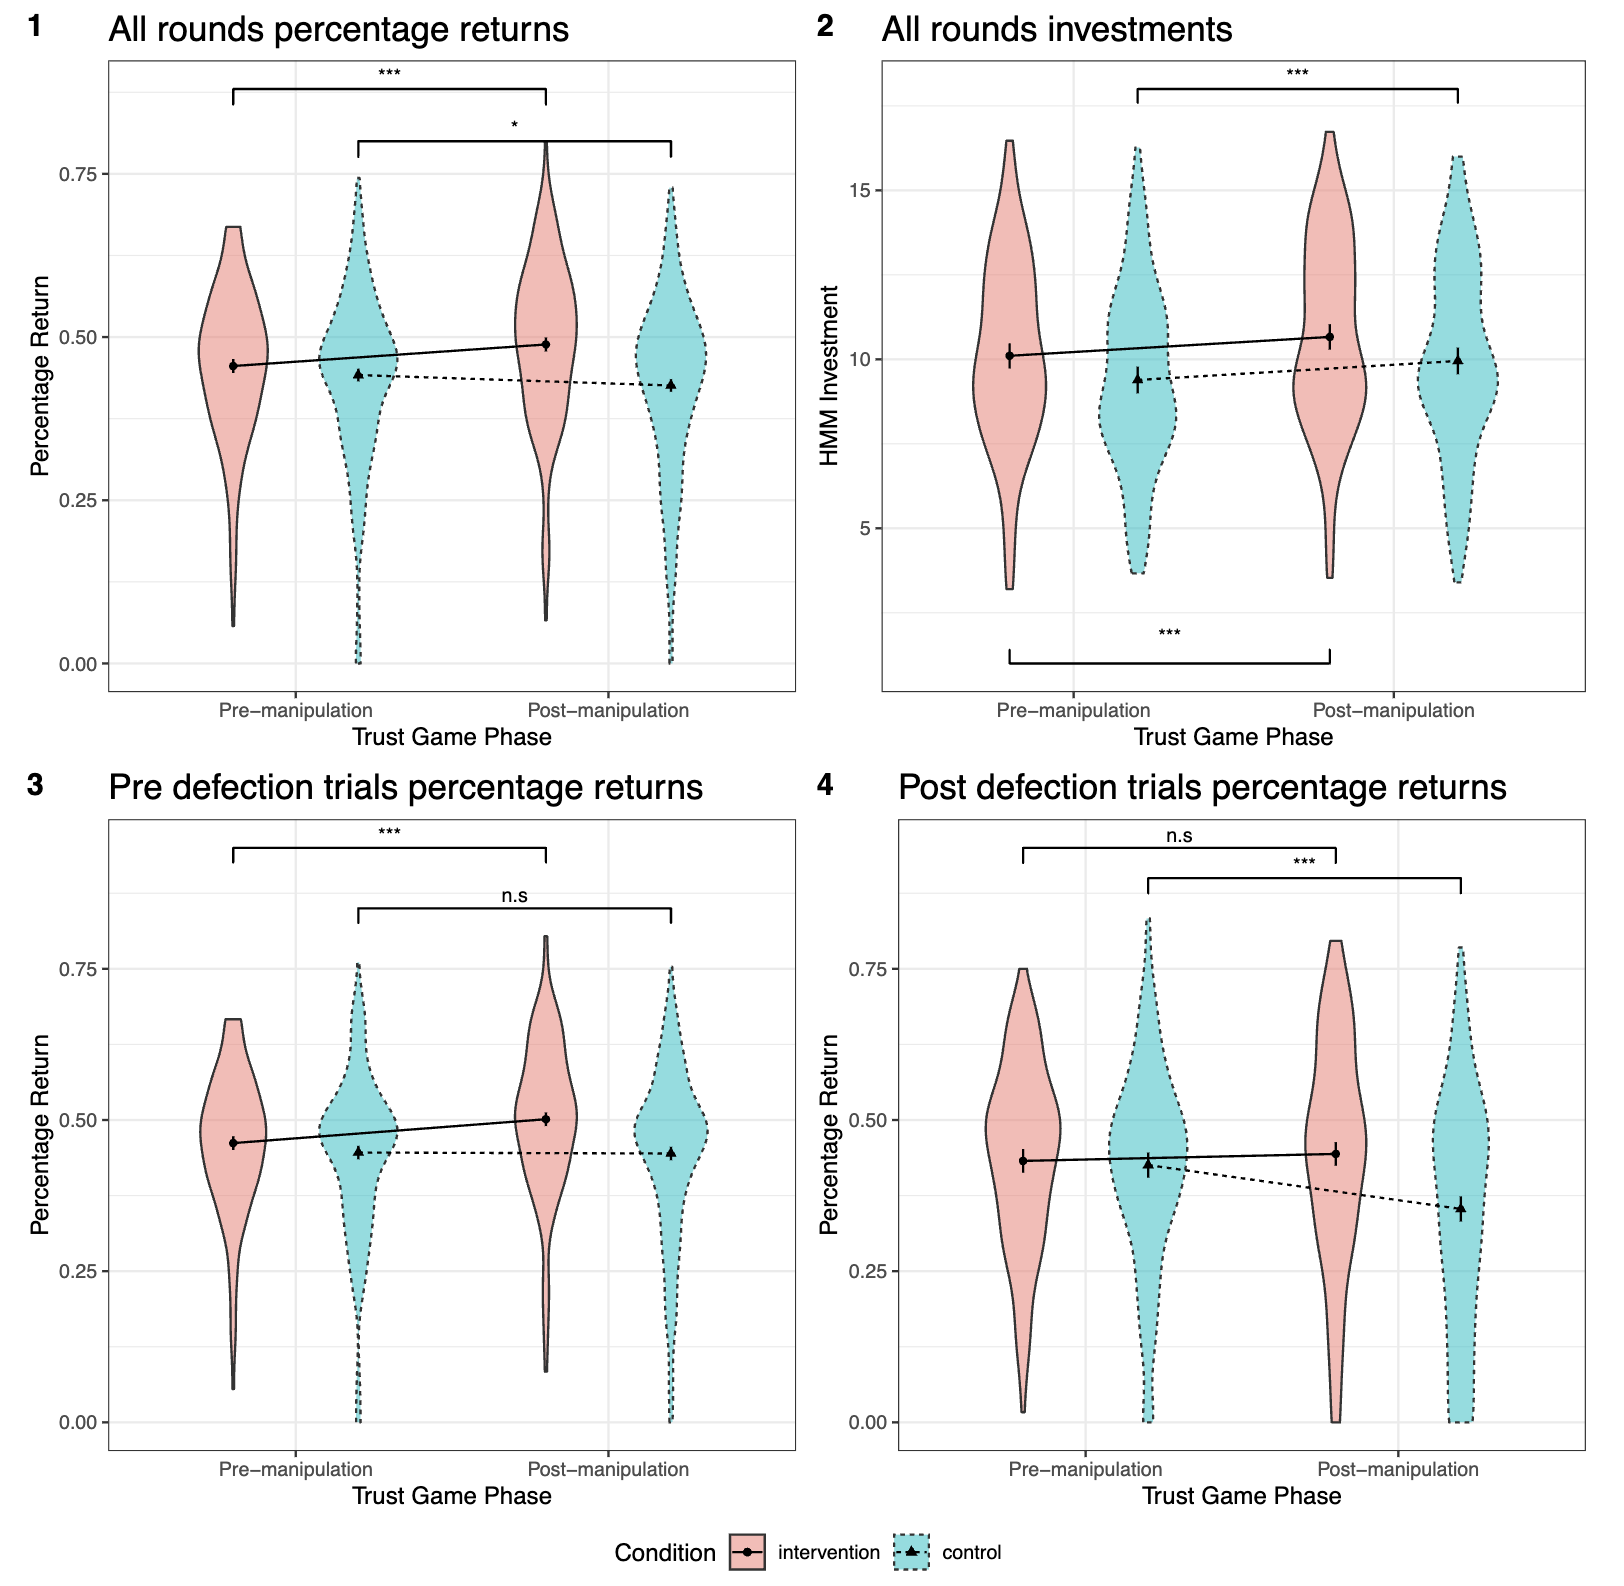 1 All rounds percentage returns
***
*
0.75
0.50
0.25
0.00
Percentage Return
Pre−manipulation Post−manipulation
Trust Game Phase
2 All rounds investments
***
15
10
5
HMM Investment
***
Pre−manipulation Post−manipulation
Trust Game Phase
3 Pre defection trials percentage returns
***
n.s
0.75
0.50
0.25
0.00
Percentage Return
Pre−manipulation Post−manipulation
Trust Game Phase
4 Post defection trials percentage returns
n.s
***
0.75
0.50
0.25
0.00
Percentage Return
Pre−manipulation Post−manipulation
Trust Game Phase
Condition intervention control